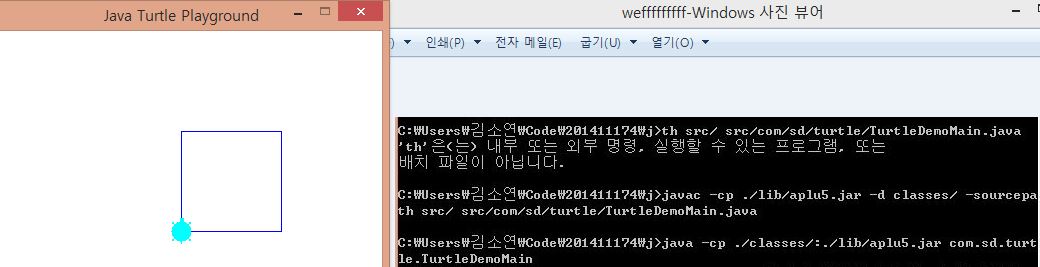 Java Turtle Playground
wefffffffff-Windows 사진 뷰어
) 인쇄(P) 전자 메일(E) 굽기(U) 열기(O)
C:₩Users₩김소연₩Code₩201411174₩j>th src/ src/com/sd/turtle/TurtleDemoMain.java
'th'은(는) 내부 또는 외부 명령, 실행할 수 있는 프로그램, 또는
배치 파일이 아닙니다.
C:₩Users₩김소연₩Code₩201411174₩j>javac -cp ./lib/aplu5.jar -d classes/ -sourcepa
th src/ src/com/sd/turtle/TurtleDemoMain.java
C:₩Users₩김소연₩Code₩201411174₩j>java -cp ./classes/:./lib/aplu5.jar com.sd.turt
le.TurtleDemoMain